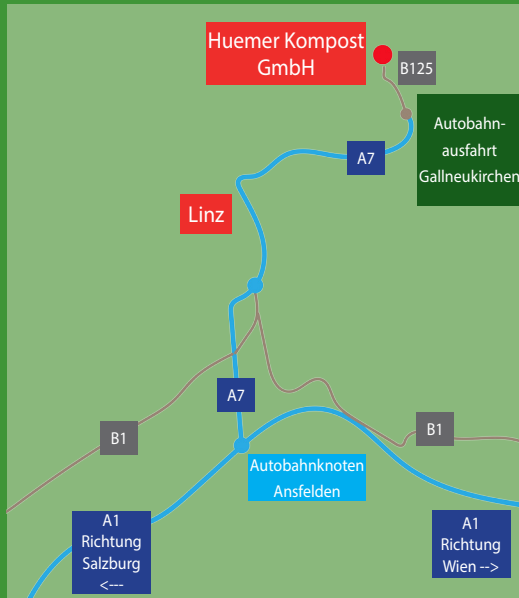 Huemer Kompost
GmbH
B125
Autobahn-
ausfahrt
Gallneukirchen
A7
Linz
A7
B1
B1
Autobahnknoten
Ansfelden
A1
Richtung
Salzburg
<---
A1
Richtung
Wien -->